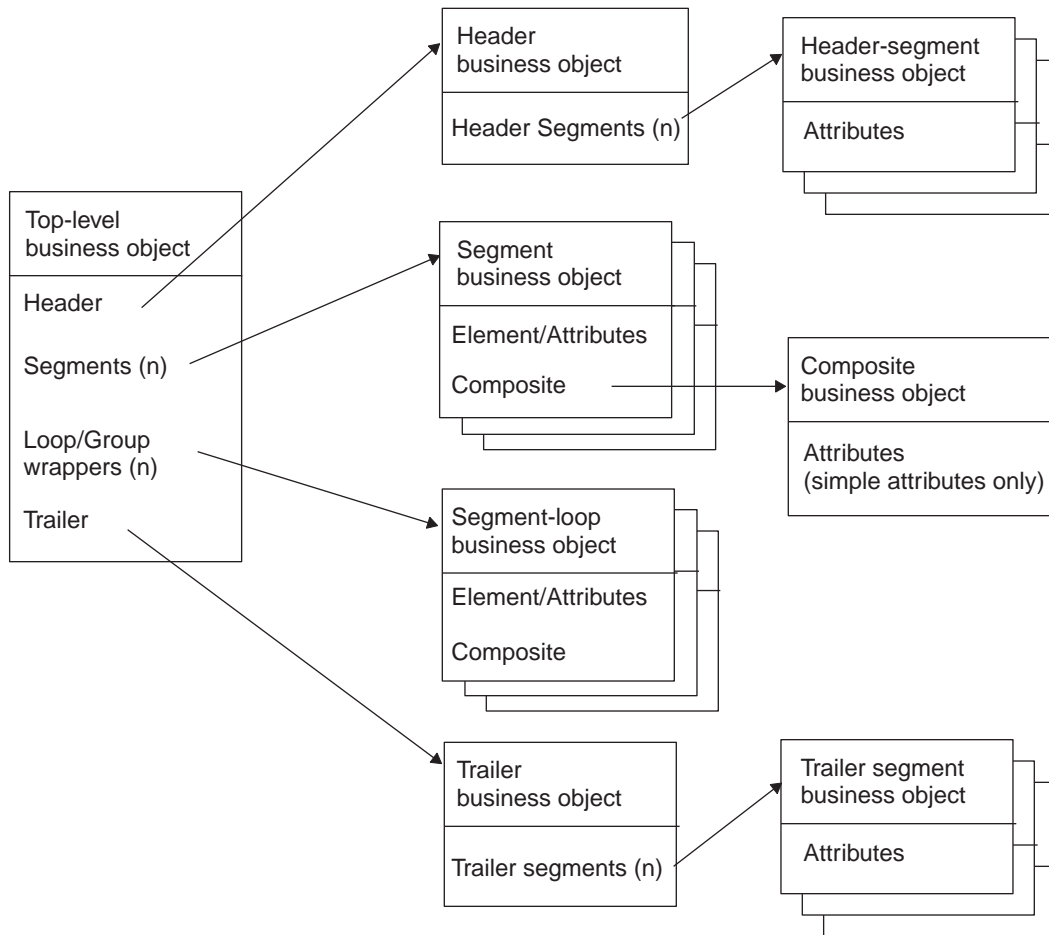 Header
business object
Header Segments (n)
Header-segment
business object
Attributes
Top-level
business object
Header
Segments (n)
Loop/Group
wrappers (n)
Trailer
Segment
business object
Element/Attributes
Composite
Composite
business object
Attributes
(simple attributes only)
Segment-loop
business object
Element/Attributes
Composite
Trailer
business object
Trailer segments (n)
Trailer segment
business object
Attributes